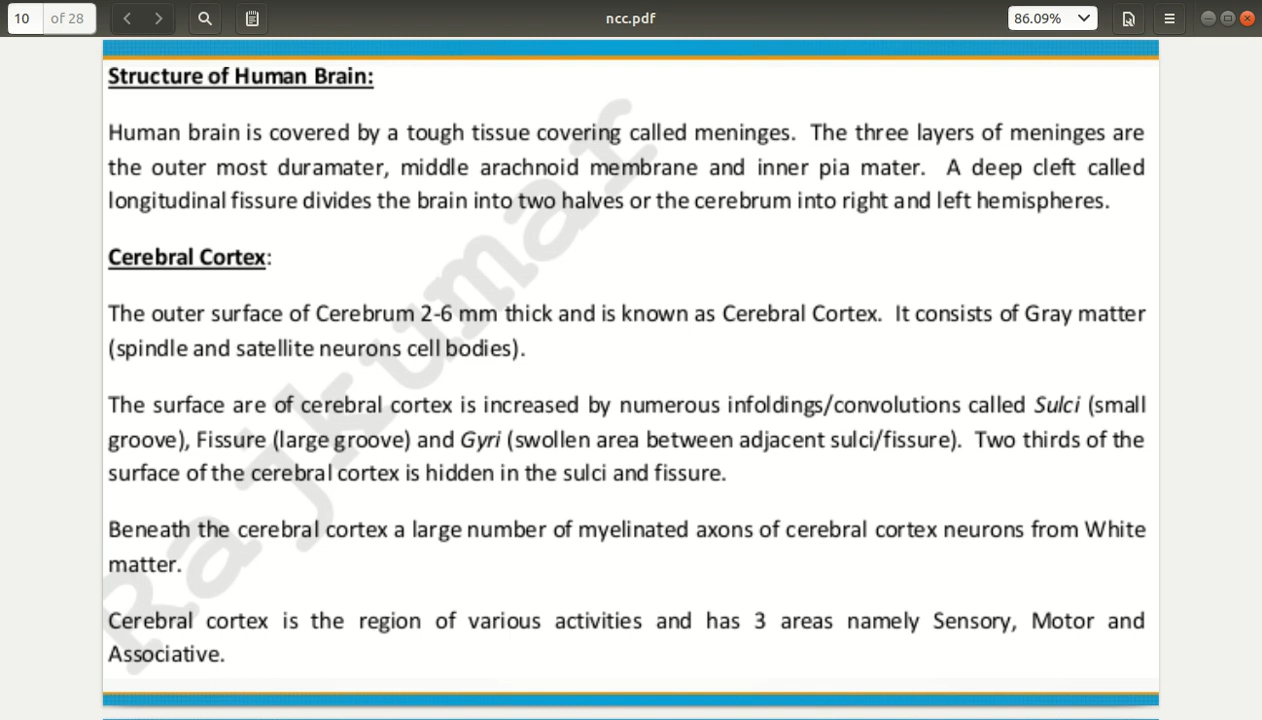 10 of 28
ncc.pdf
86.09%
Structure of Human Brain:
Human brain is covered by a tough tissue covering called meninges. The three layers of meninges are
the outer most duramater, middle arachnoid membrane and inner pia mater. A deep cleft called
longitudinal fissure divides the brain into two halves or the cerebrum into right and left hemispheres.
Cerebral Cortex:
The outer surface of Cerebrum 2-6 mm thick and is known as Cerebral Cortex. It consists of Gray matter
(spindle and satellite neurons cell bodies).
The surface are of cerebral cortex is increased by numerous infoldings/convolutions called Sulci (small
groove), Fissure (large groove) and Gyri (swollen area between adjacent sulci/fissure). Two thirds of the
surface of the cerebral cortex is hidden in the sulci and fissure.
Beneath the cerebral cortex a large number of myelinated axons of cerebral cortex neurons from White
matter.
Cerebral cortex is the region of various activities and has 3 areas namely Sensory, Motor and
Associative.
Rajkumar